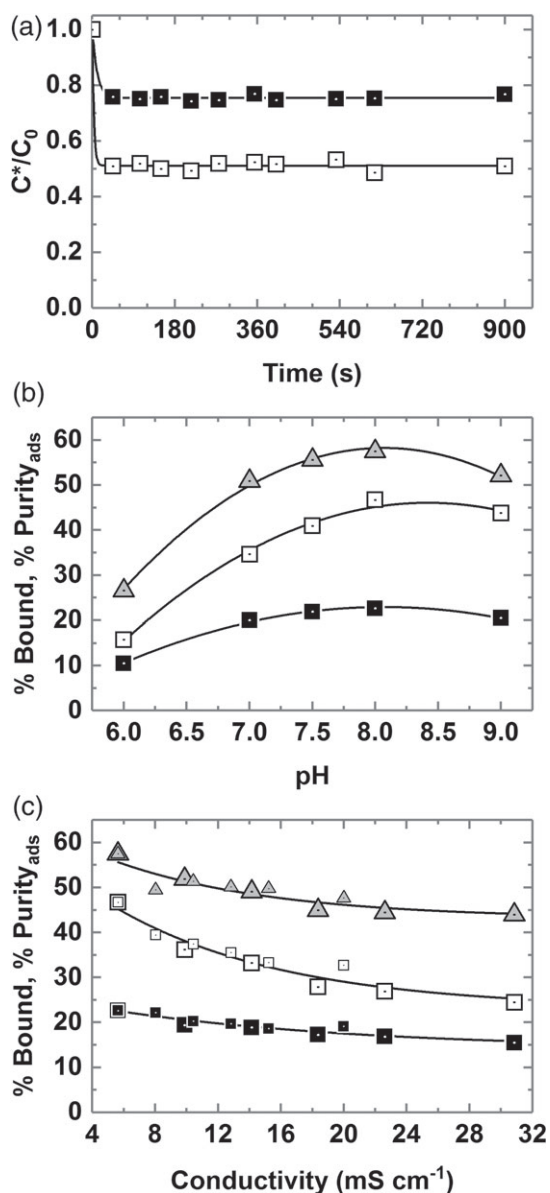 (a)
1.0
0.8
0.6
0.4
0.2
0.0
C*/C₀
0 180 360 540 720 900
Time (s)
(b)
60
50
40
30
20
10
0
% Bound, % Purity_ads
6.0 6.5 7.0 7.5 8.0 8.5 9.0
pH
(c)
60
50
40
30
20
10
0
% Bound, % Purity_ads
4 8 12 16 20 24 28 32
Conductivity (mS cm⁻¹)